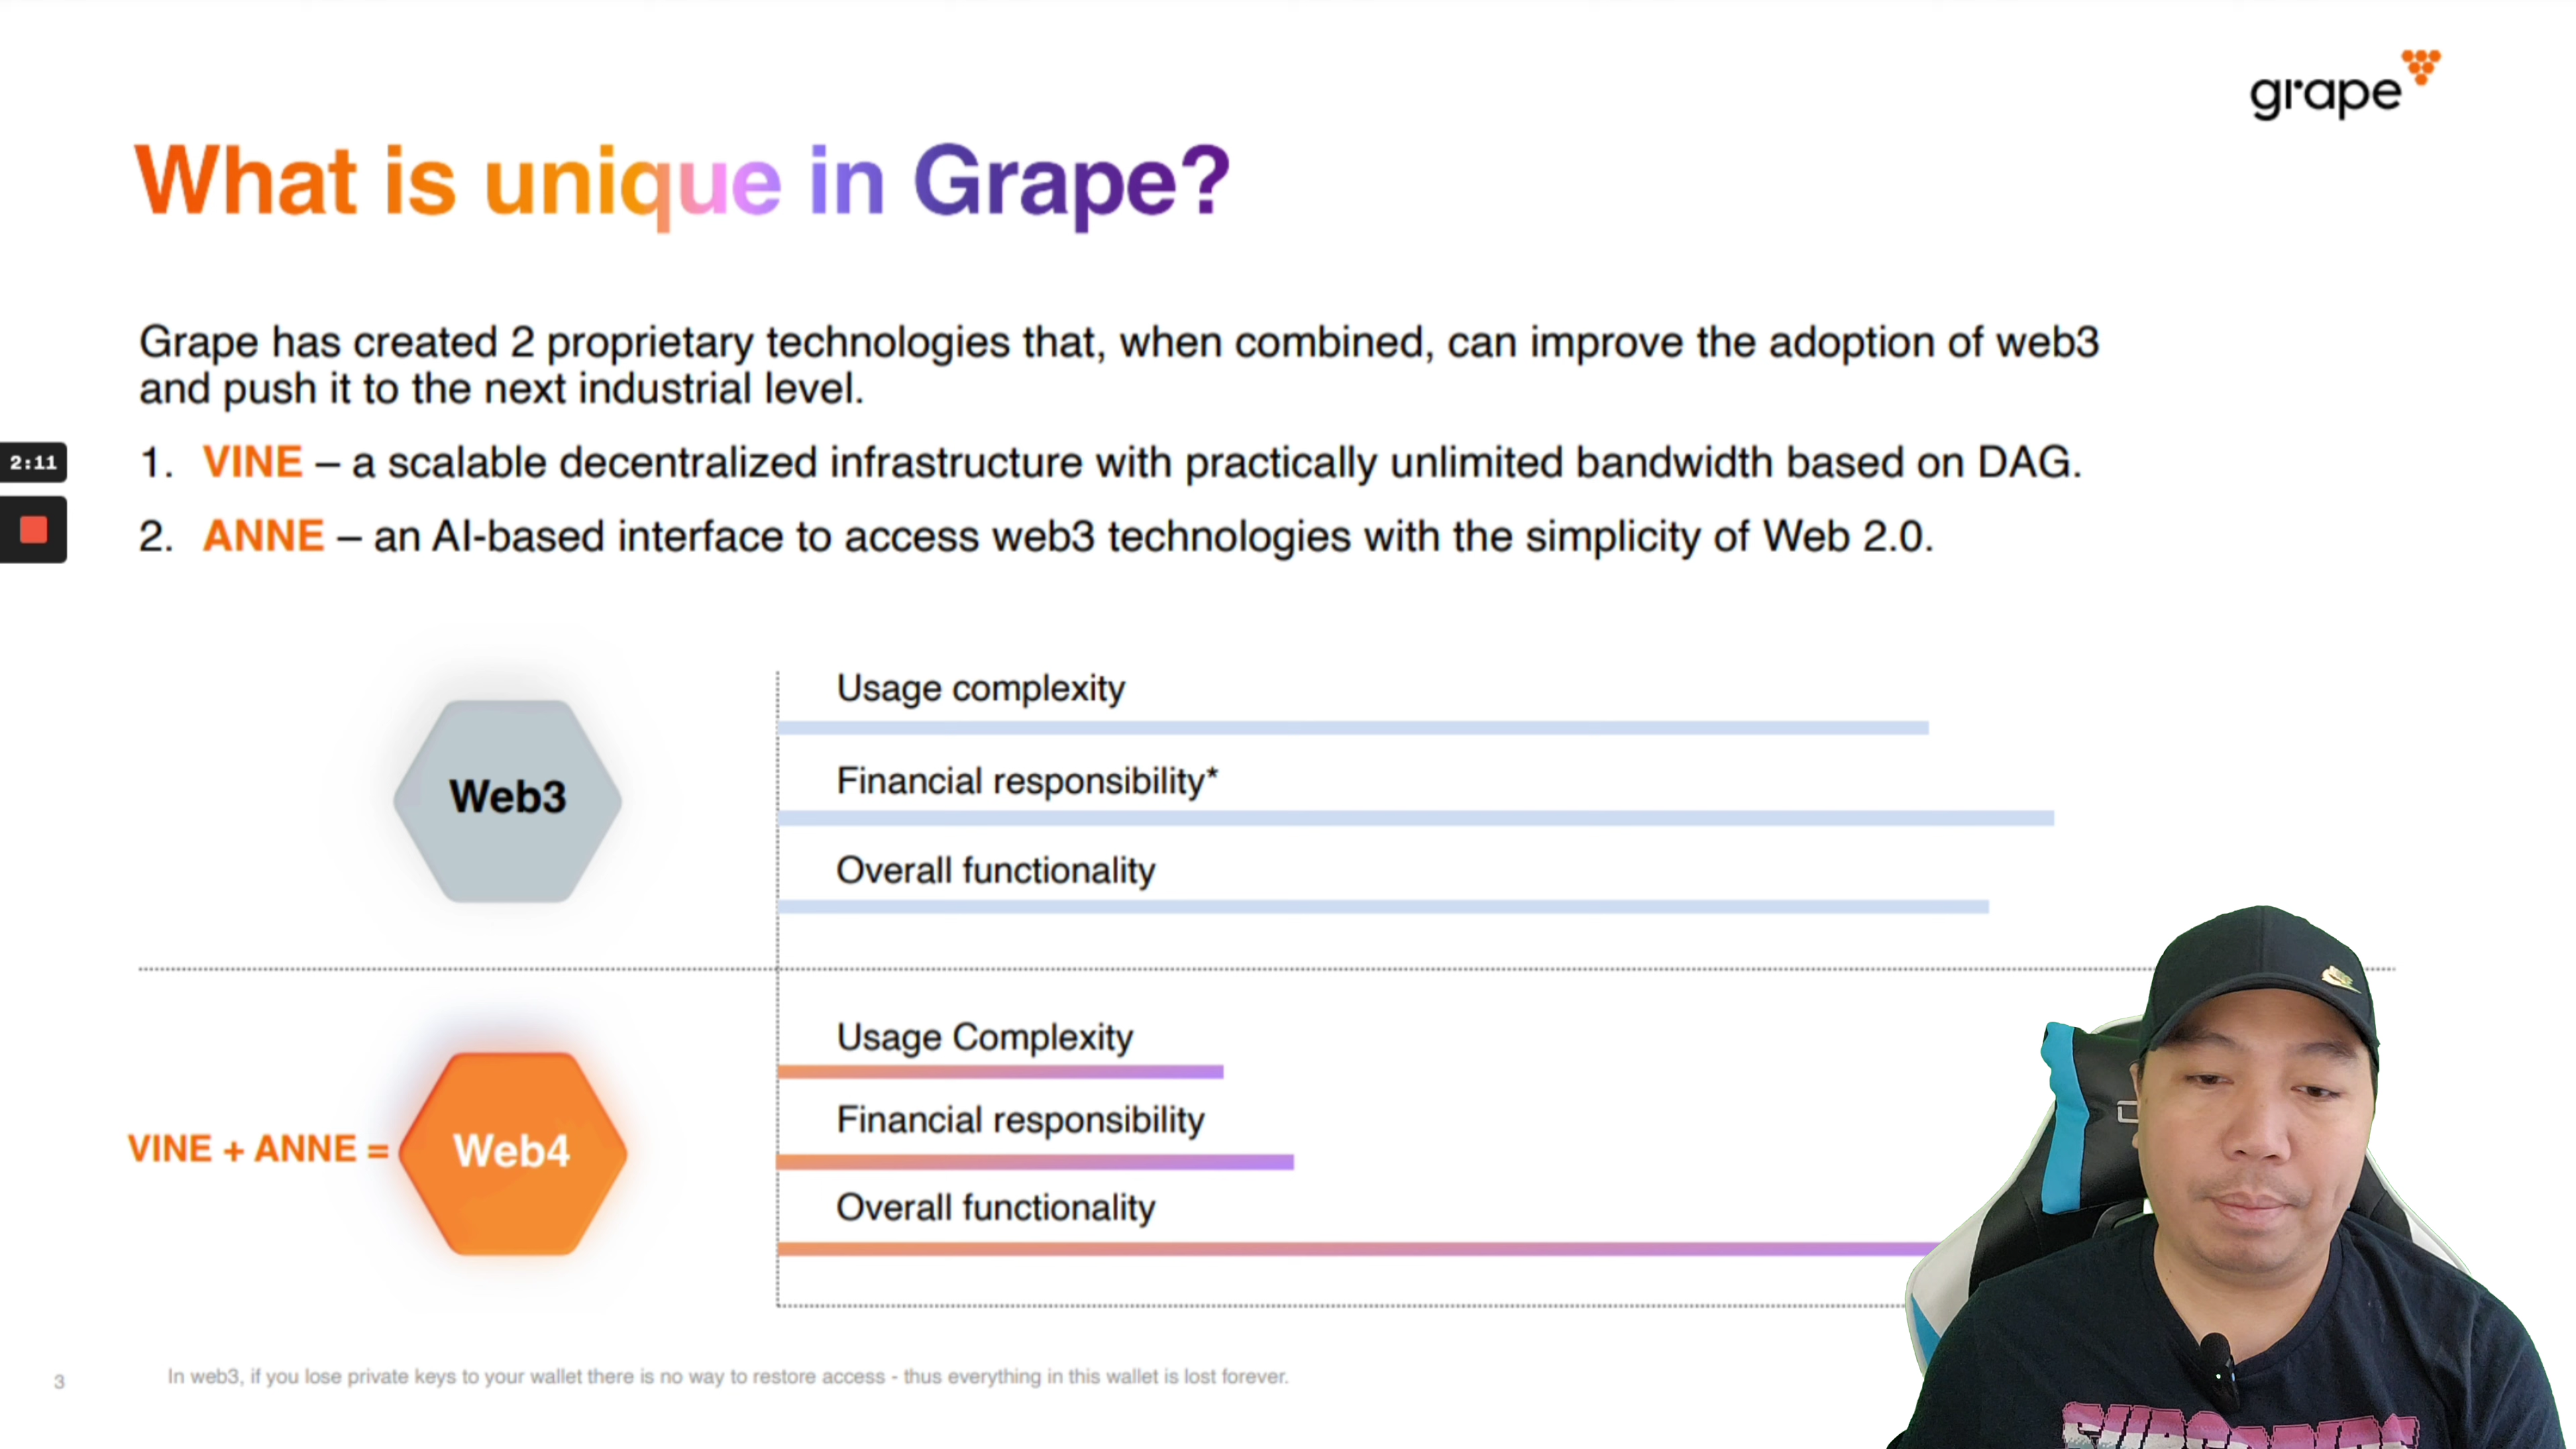 grape
What is unique in Grape?
Grape has created 2 proprietary technologies that, when combined, can improve the adoption of web3
and push it to the next industrial level.
2:11
1. VINE – a scalable decentralized infrastructure with practically unlimited bandwidth based on DAG.
2. ANNE – an AI-based interface to access web3 technologies with the simplicity of Web 2.0.
Web3
Usage complexity
Financial responsibility*
Overall functionality
VINE + ANNE =
Web4
Usage Complexity
Financial responsibility
Overall functionality
3
In web3, if you lose private keys to your wallet there is no way to restore access - thus everything in this wallet is lost forever.